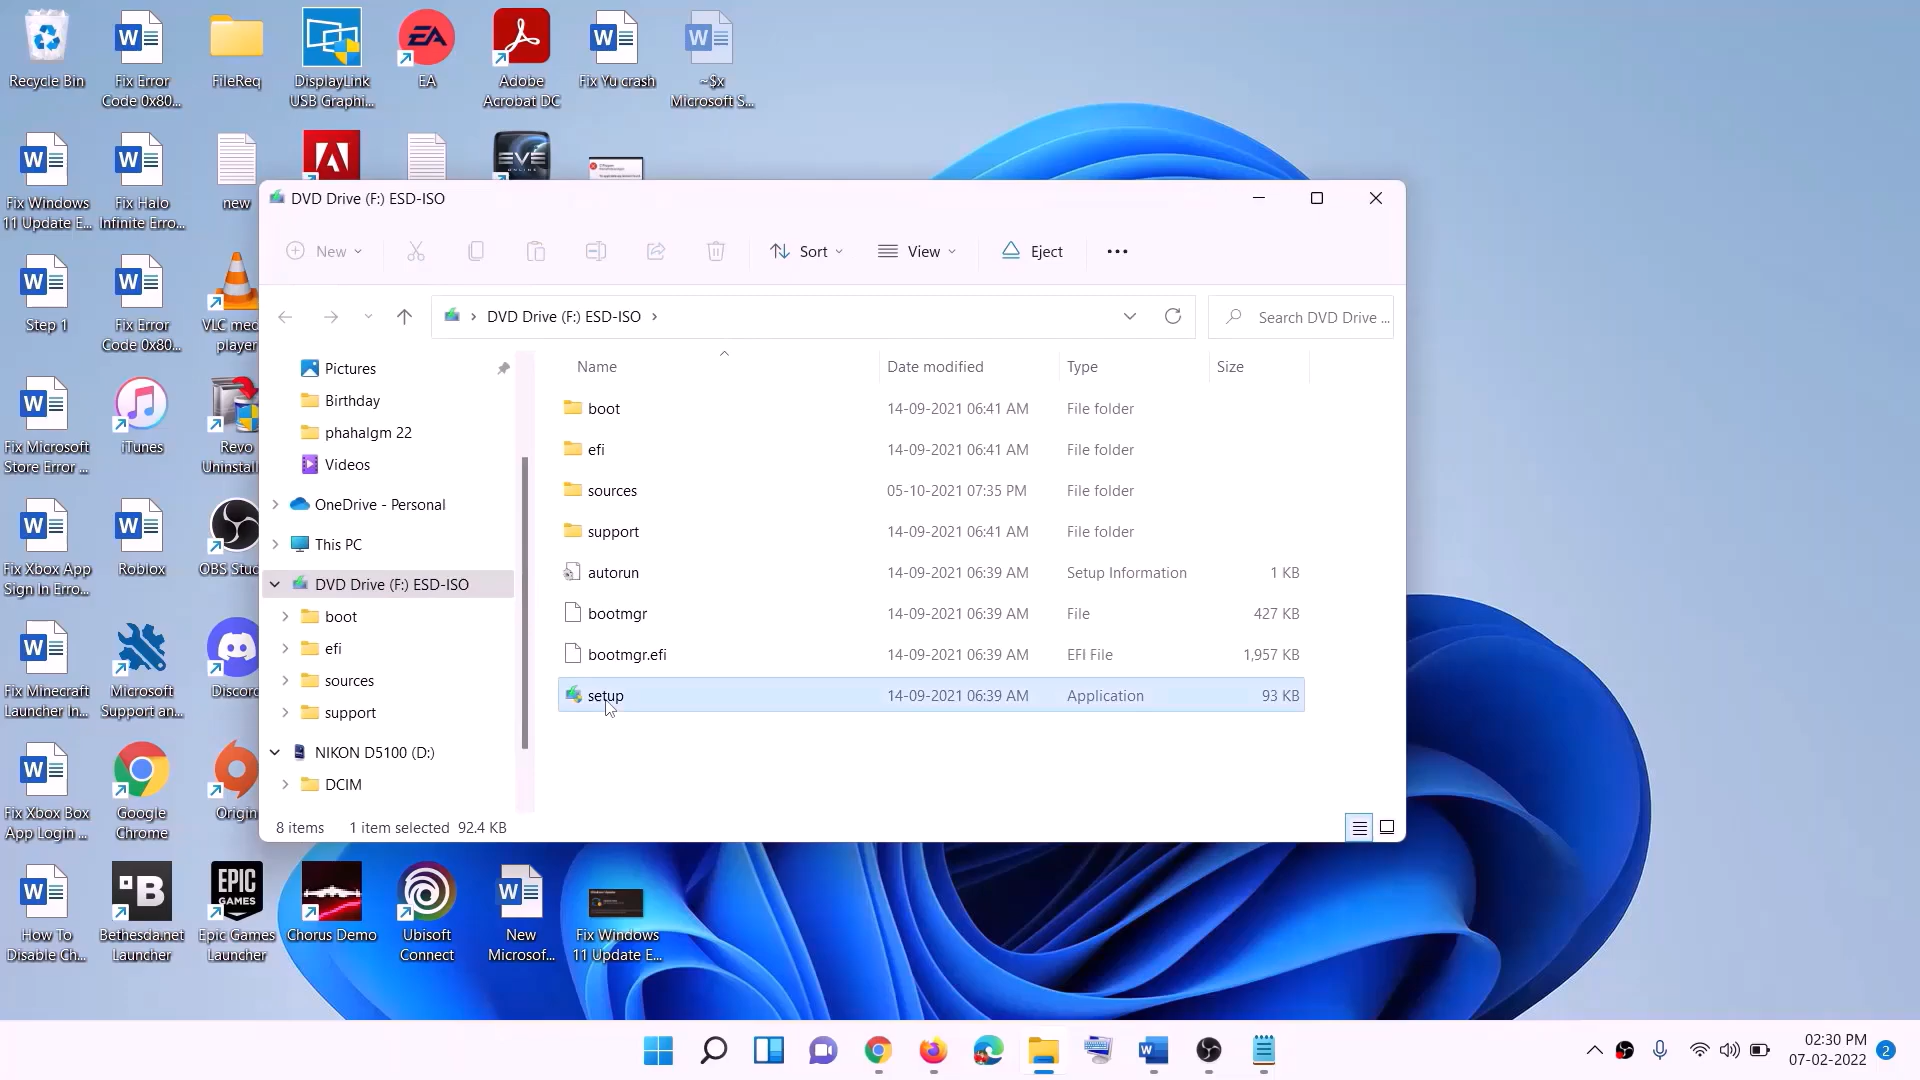 Recycle Bin
Fix Error
Code 0x80...
FileReq
DisplayLink
USB Graphi...
EA
Adobe
Acrobat DC
Fix Yu crash
~$x
Microsoft S...
Fix Windows
11 Update E...
Fix Halo
Infinite Erro...
new
EVE
ONLINE
Step 1
Fix Error
Code 0x80...
VLC med
player
Fix Microsoft
Store Error ...
iTunes
Revo
Uninstal
Fix Xbox App
Sign In Erro...
Roblox
OBS Stud
Fix Minecraft
Launcher In...
Microsoft
Support an...
Discord
Fix Xbox Box
App Login ...
Google
Chrome
Origin
How To
Disable Ch...
Bethesda.net
Launcher
EPIC
GAMES
Epic Games
Launcher
Chorus Demo
Ubisoft
Connect
New
Microsof...
Fix Windows
11 Update E...
DVD Drive (F:) ESD-ISO
New
Sort
View
Eject
DVD Drive (F:) ESD-ISO
Search DVD Drive ...
Pictures
Birthday
phahalgm 22
Videos
OneDrive - Personal
This PC
DVD Drive (F:) ESD-ISO
boot
efi
sources
support
NIKON D5100 (D:)
DCIM
Name Date modified Type Size
boot 14-09-2021 06:41 AM File folder
efi 14-09-2021 06:41 AM File folder
sources 05-10-2021 07:35 PM File folder
support 14-09-2021 06:41 AM File folder
autorun 14-09-2021 06:39 AM Setup Information 1 KB
bootmgr 14-09-2021 06:39 AM File 427 KB
bootmgr.efi 14-09-2021 06:39 AM EFI File 1,957 KB
setup 14-09-2021 06:39 AM Application 93 KB
8 items 1 item selected 92.4 KB
02:30 PM
07-02-2022
2